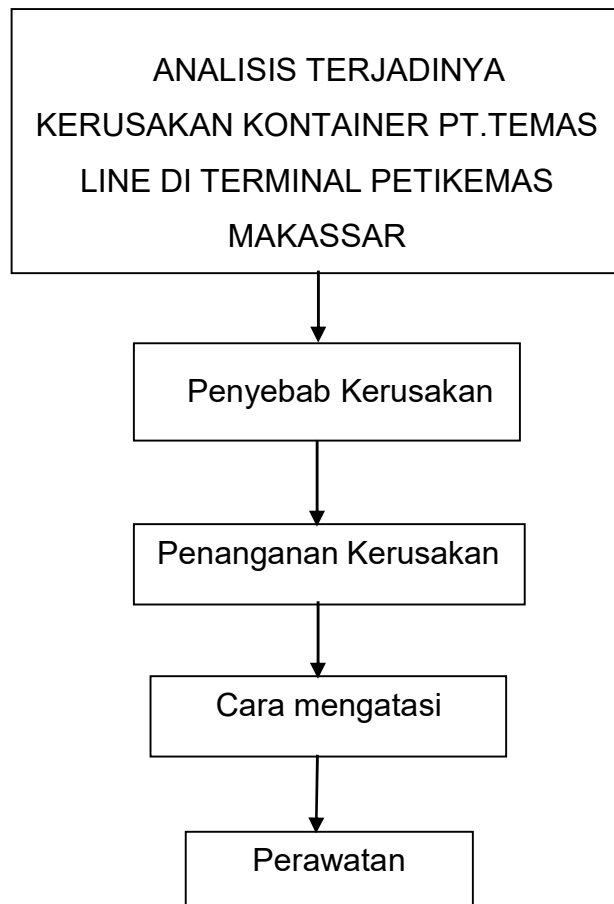 ANALISIS TERJADINYA
KERUSAKAN KONTAINER PT.TEMAS
LINE DI TERMINAL PETIKEMAS
MAKASSAR
Penyebab Kerusakan
Penanganan Kerusakan
Cara mengatasi
Perawatan